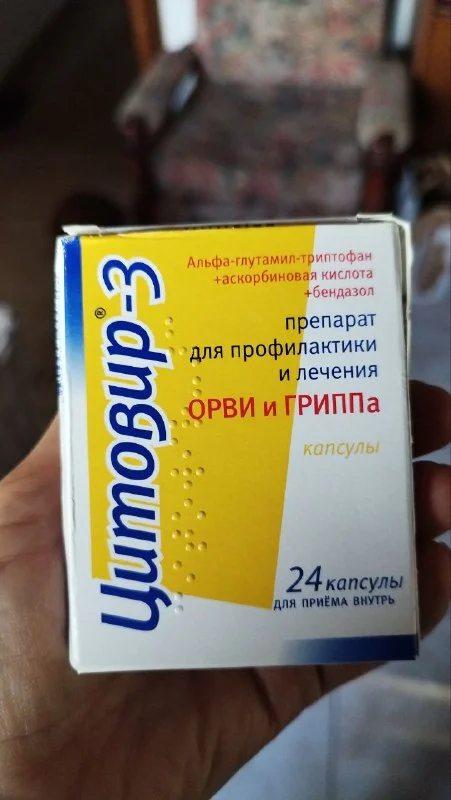 Цитовир-3®
Альфа-глутамил-триптофан
+аскорбиновая кислота
+бендазол
препарат
для профилактики
и лечения
ОРВИ и ГРИППа
капсулы
24 капсулы
ДЛЯ ПРИЁМА ВНУТРЬ